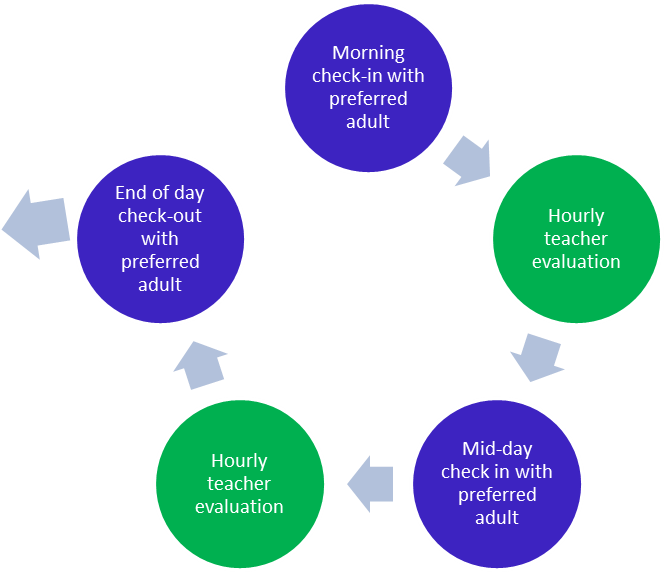 Morning
check-in with
preferred
adult
Hourly
teacher
evaluation
Mid-day
check in with
preferred
adult
Hourly
teacher
evaluation
End of day
check-out
with
preferred
adult